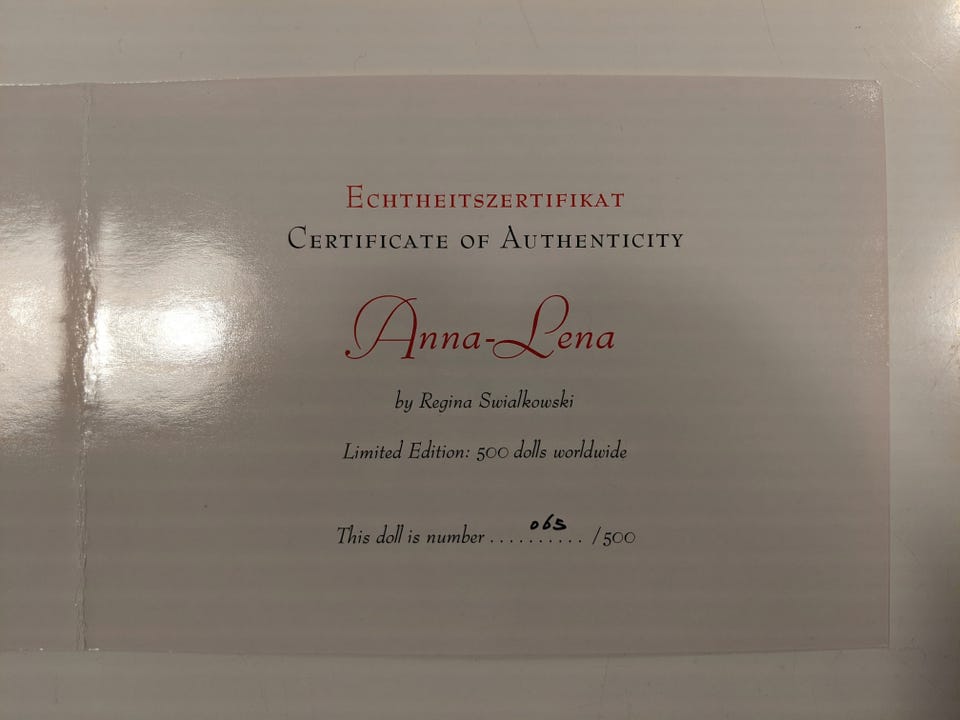 Echtheitszertifikat
Certificate of Authenticity
Anna-Lena
by Regina Swialkowski
Limited Edition: 500 dolls worldwide
This doll is number .....065..... /500